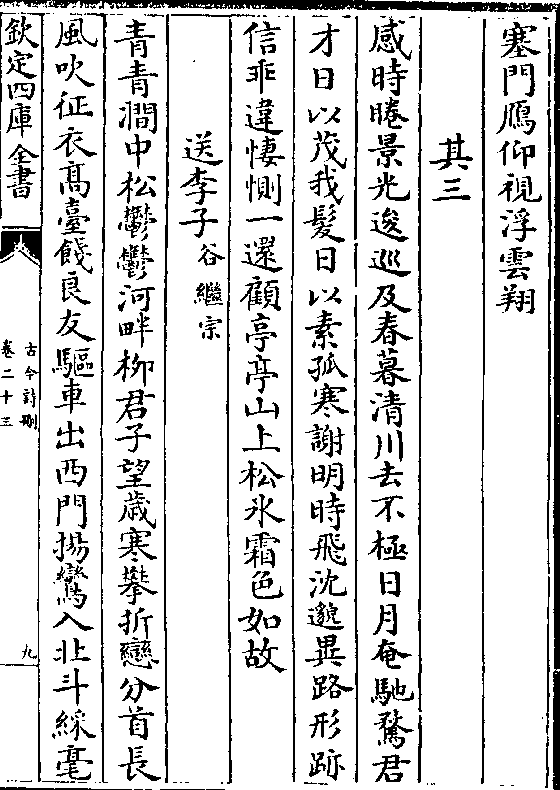 塞門鴈仰視浮雲翔
其三
感時睠景光逡巡及春暮清川去不極日月奄馳騖君
才日以茂我髮日以素孤寒謝明時飛沈邈異路形跡
信乖違悽惻一還顧亭亭山上松氷霜色如故
送李子谷繼宗
青青澗中松鬱鬱河畔柳君子望歲寒攀折戀分首長
風吹征衣髙臺餞良友驅車出西門揚鸞入北斗綵毫
欽定四庫全書
古今詩刪
卷二十三
九